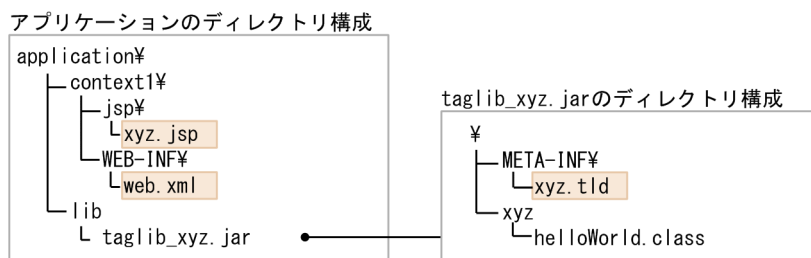 アプリケーションのディレクトリ構成
application¥
context1¥
jsp¥
xyz.jsp
WEB-INF¥
web.xml
lib
taglib_xyz.jar
taglib_xyz.jarのディレクトリ構成
¥
META-INF¥
xyz.tld
xyz
helloWorld.class